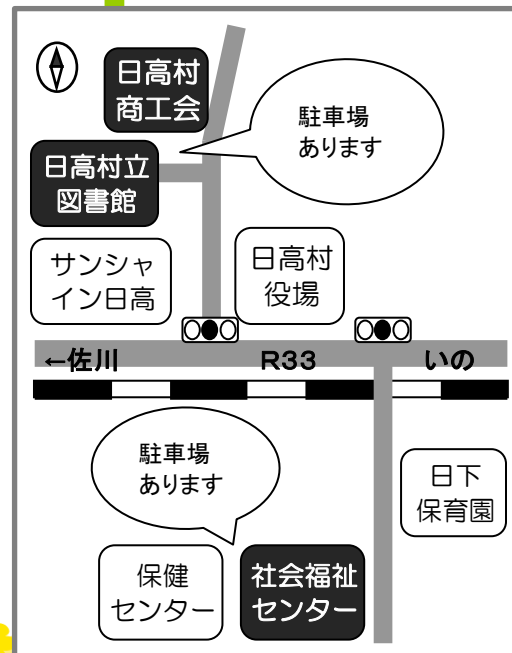 日高村
商工会
駐車場
あります
日高村立
図書館
サンシャ
イン日高
日高村
役場
←佐川 R33 いの
駐車場
あります
日下
保育園
保健
センター
社会福祉
センター